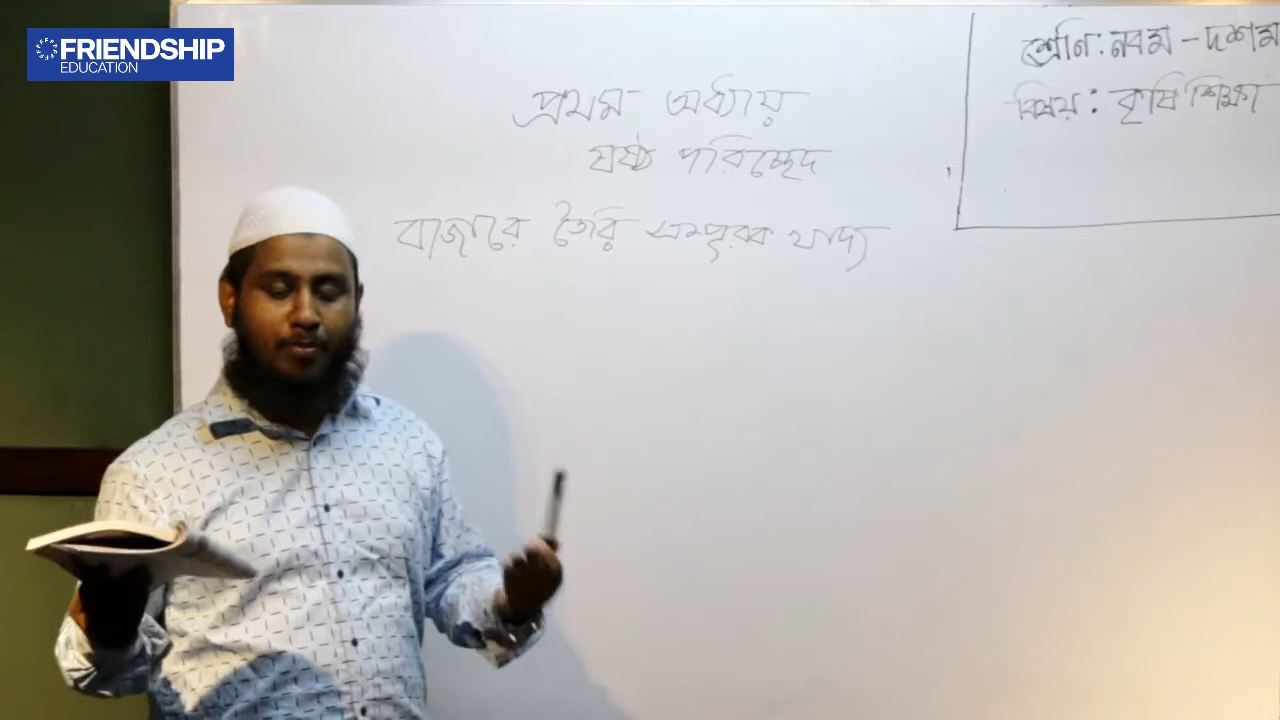 FRIENDSHIP
EDUCATION
শ্রেণি: নবম - দশম
বিষয়: কৃষি শিক্ষা
প্রথম অধ্যায়
ষষ্ঠ পরিচ্ছেদ
বাজারে তৈরি সম্পূরক খাদ্য